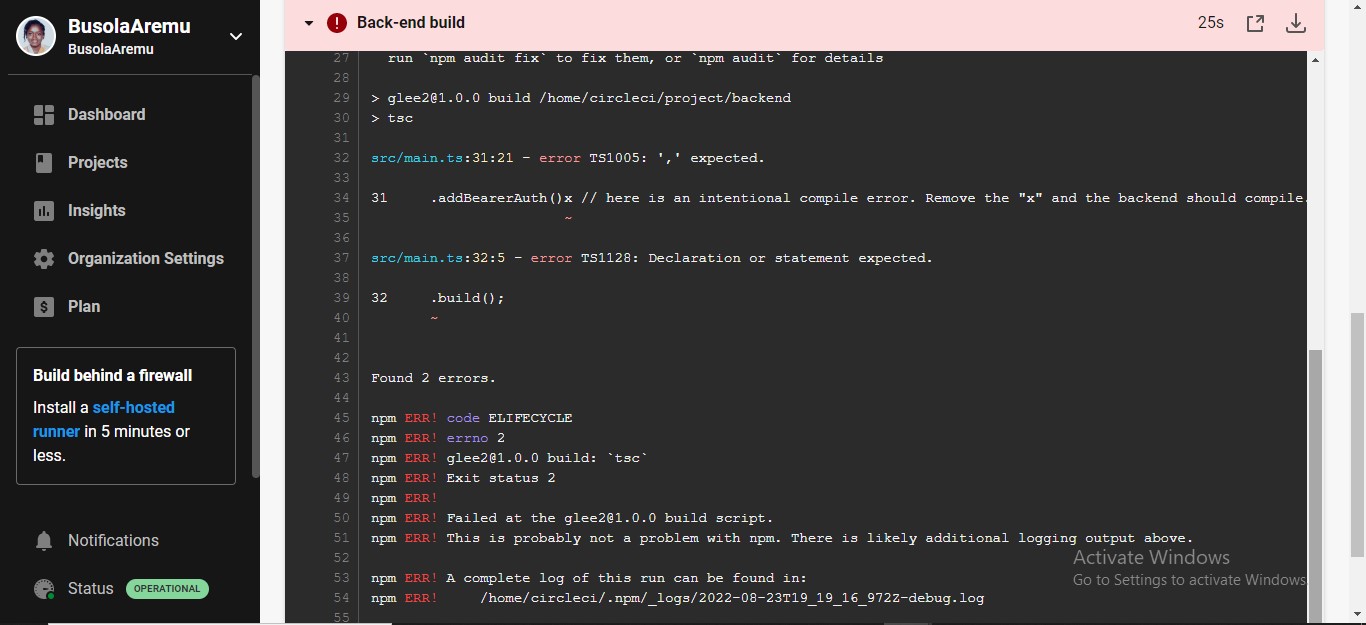 BusolaAremu
BusolaAremu
Dashboard
Projects
Insights
Organization Settings
Plan
Build behind a firewall
Install a self-hosted
runner in 5 minutes or
less.
Notifications
Status OPERATIONAL
Back-end build 25s
27 run `npm audit fix` to fix them, or `npm audit` for details
28
29 > glee2@1.0.0 build /home/circleci/project/backend
30 > tsc
31
32 src/main.ts:31:21 - error TS1005: ',' expected.
33
34 31 .addBearerAuth()x // here is an intentional compile error. Remove the "x" and the backend should compile.
35 ~
36
37 src/main.ts:32:5 - error TS1128: Declaration or statement expected.
38
39 32 .build();
40 ~
41
42
43 Found 2 errors.
44
45 npm ERR! code ELIFECYCLE
46 npm ERR! errno 2
47 npm ERR! glee2@1.0.0 build: `tsc`
48 npm ERR! Exit status 2
49 npm ERR!
50 npm ERR! Failed at the glee2@1.0.0 build script.
51 npm ERR! This is probably not a problem with npm. There is likely additional logging output above.
52
53 npm ERR! A complete log of this run can be found in:
54 npm ERR! /home/circleci/.npm/_logs/2022-08-23T19_19_16_972Z-debug.log
55
Activate Windows
Go to Settings to activate Windows